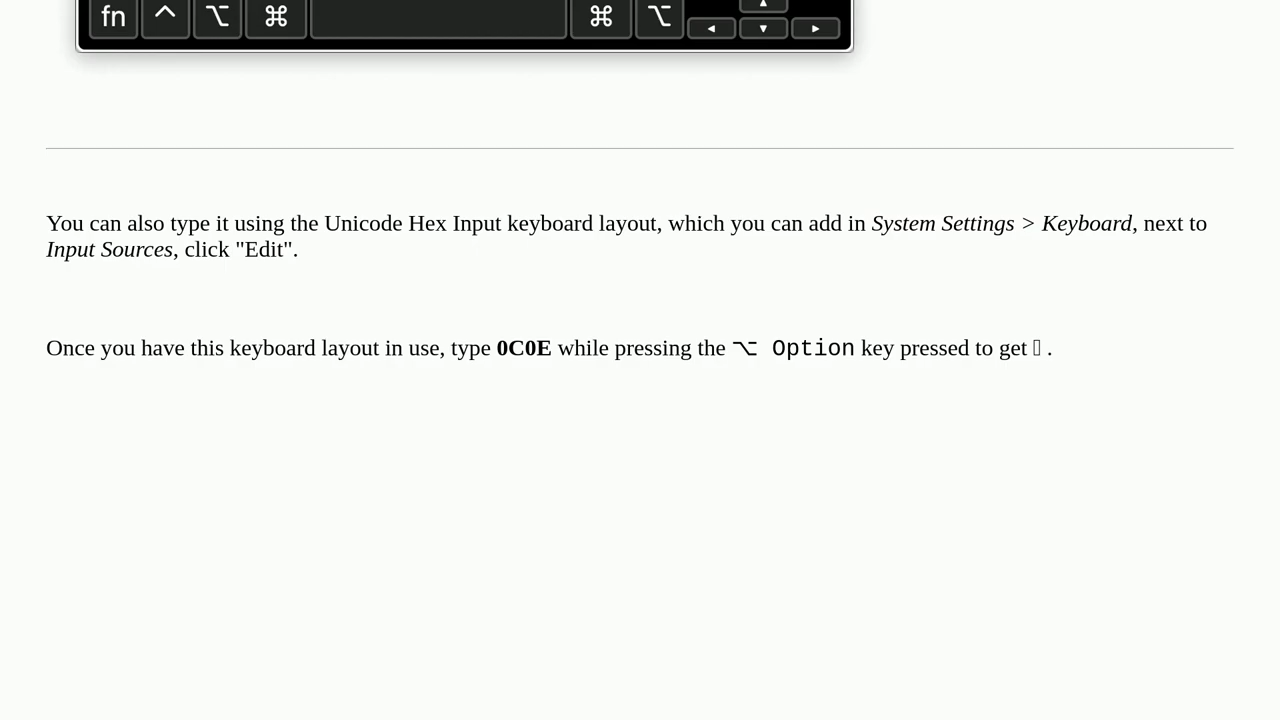 fn ⌃ ⌥ ⌘ ⌘ ⌥ ▲ ◄ ▼ ►
You can also type it using the Unicode Hex Input keyboard layout, which you can add in System Settings > Keyboard, next to
Input Sources, click "Edit".
Once you have this keyboard layout in use, type 0C0E while pressing the ⌥ Option key pressed to get .